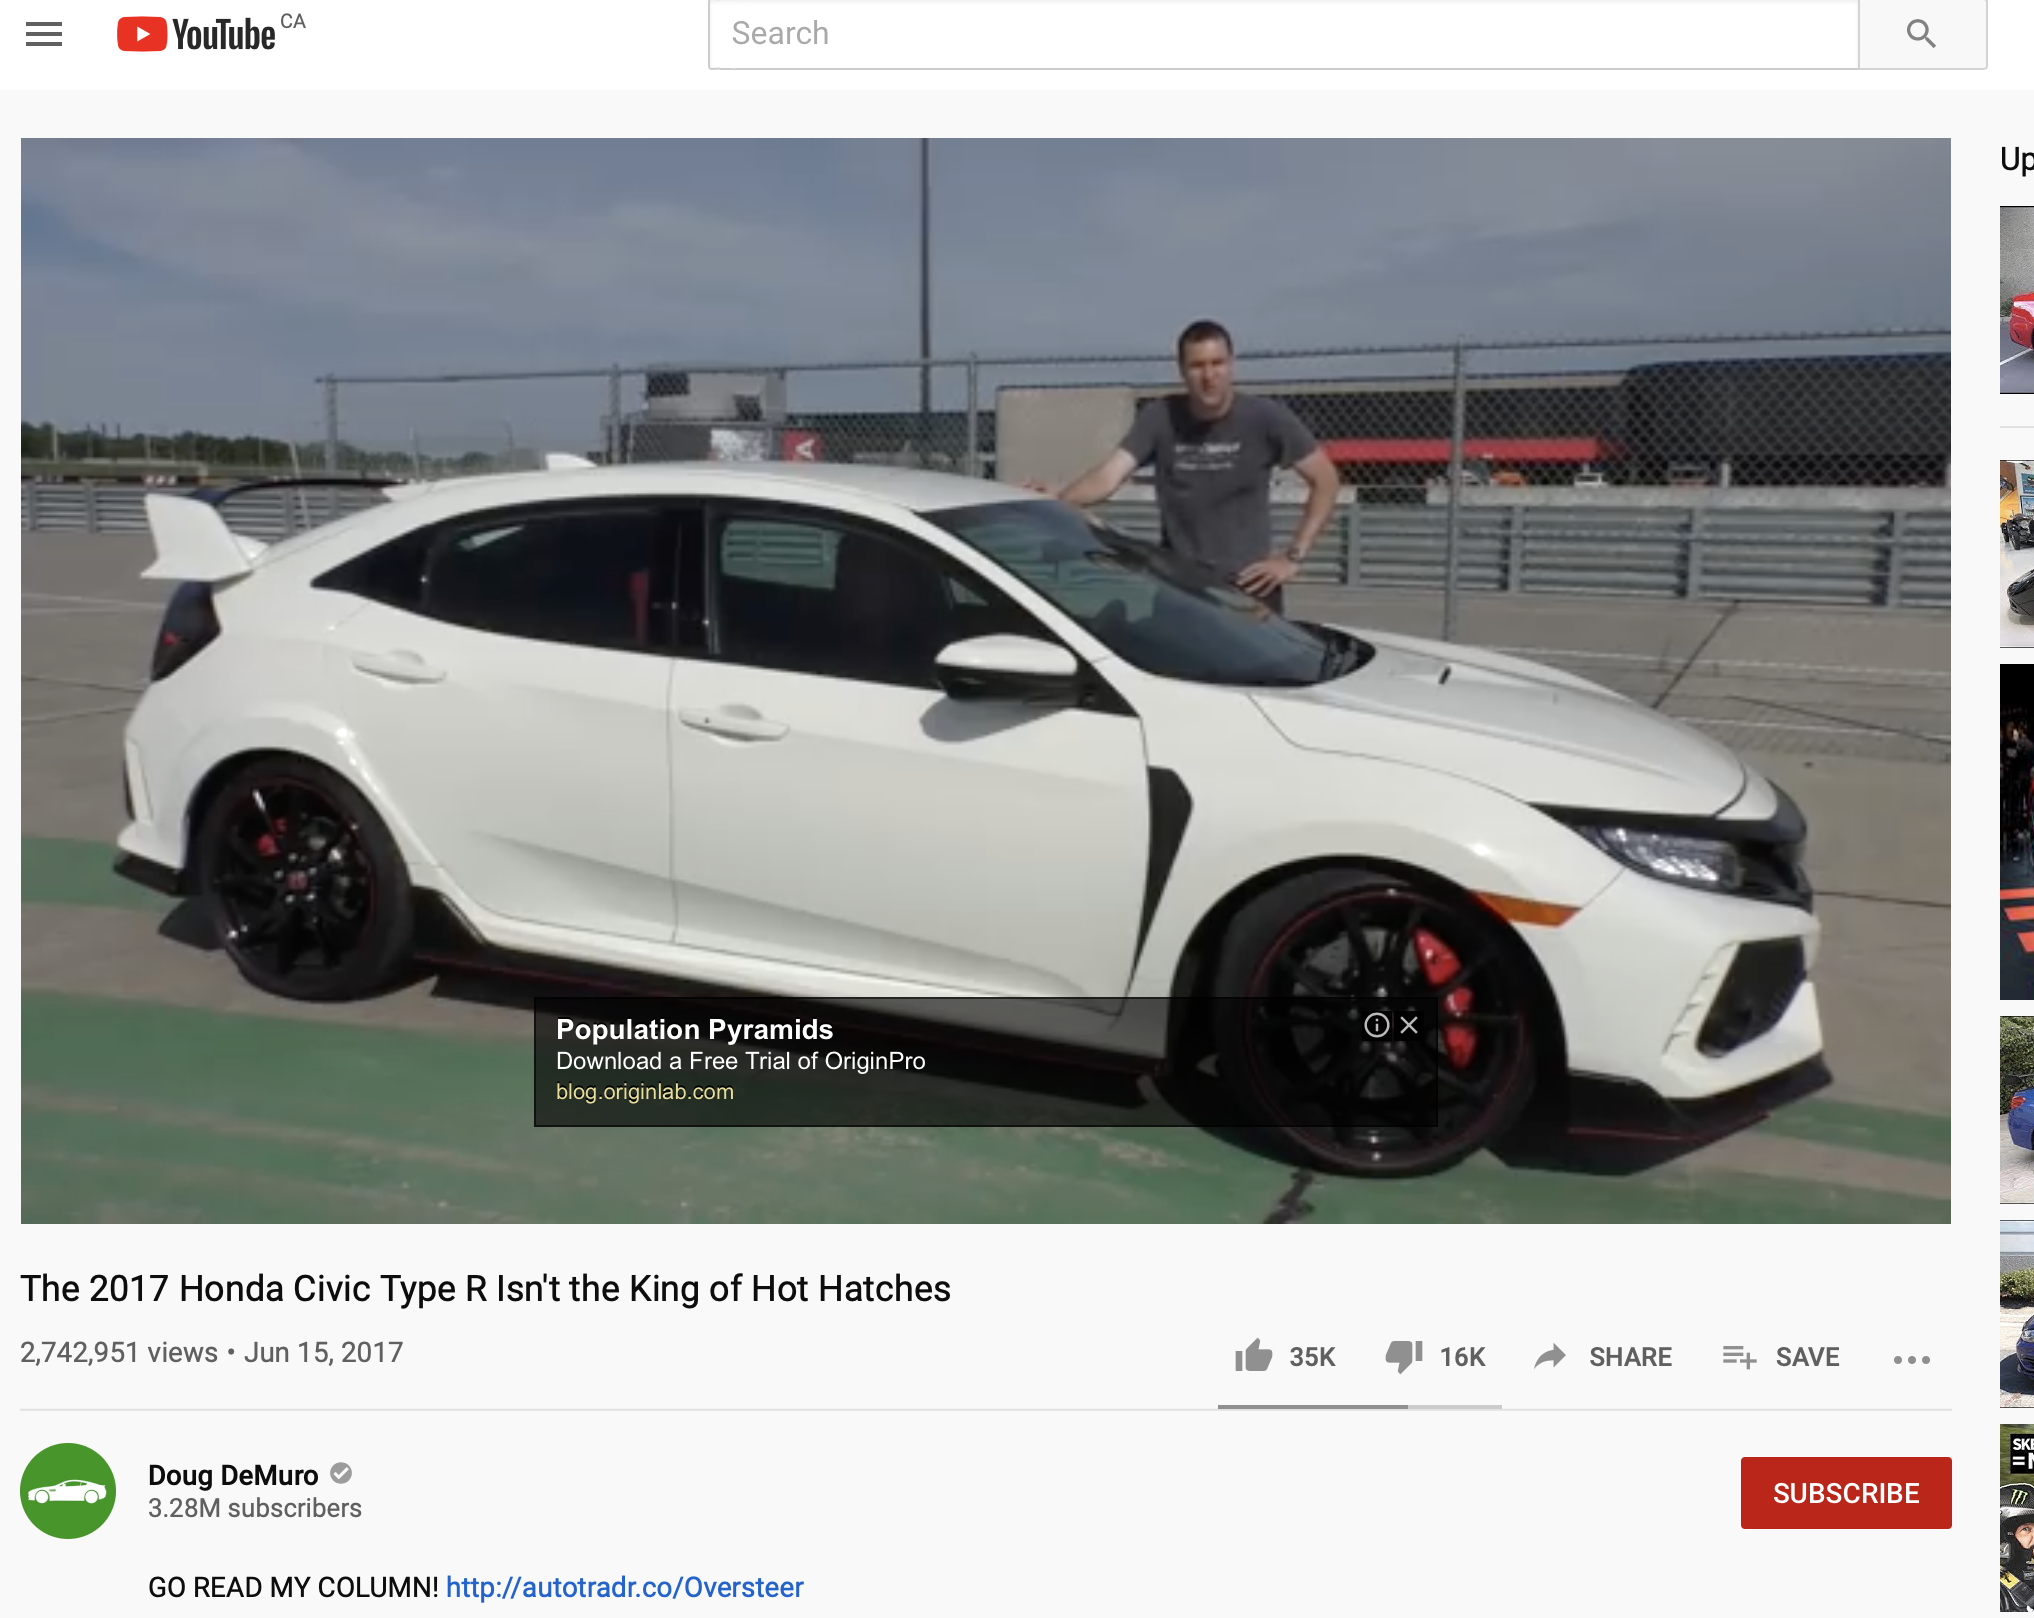 YouTube CA
Search
Up
A
Population Pyramids
Download a Free Trial of OriginPro
blog.originlab.com
The 2017 Honda Civic Type R Isn't the King of Hot Hatches
2,742,951 views • Jun 15, 2017
35K
16K
SHARE
SAVE
Doug DeMuro
3.28M subscribers
SUBSCRIBE
GO READ MY COLUMN! http://autotradr.co/Oversteer